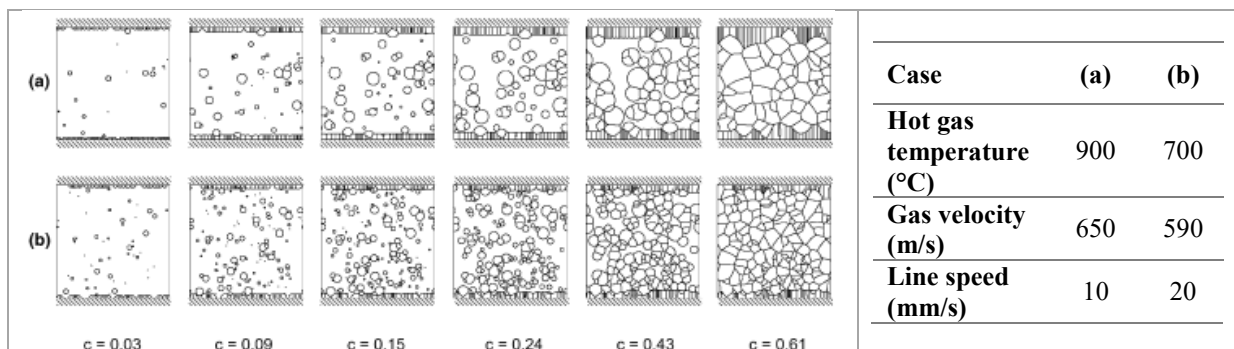 (a)
(b)
c = 0.03 c = 0.09 c = 0.15 c = 0.24 c = 0.43 c = 0.61
Case (a) (b)
Hot gas
temperature 900 700
(°C)
Gas velocity 650 590
(m/s)
Line speed 10 20
(mm/s)